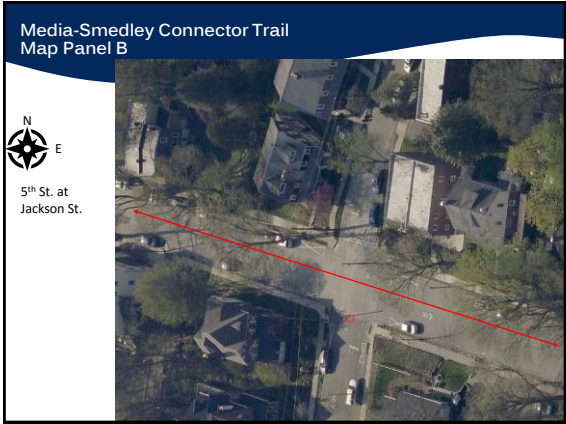 Media-Smedley Connector Trail
Map Panel B
N
E
5th St. at
Jackson St.